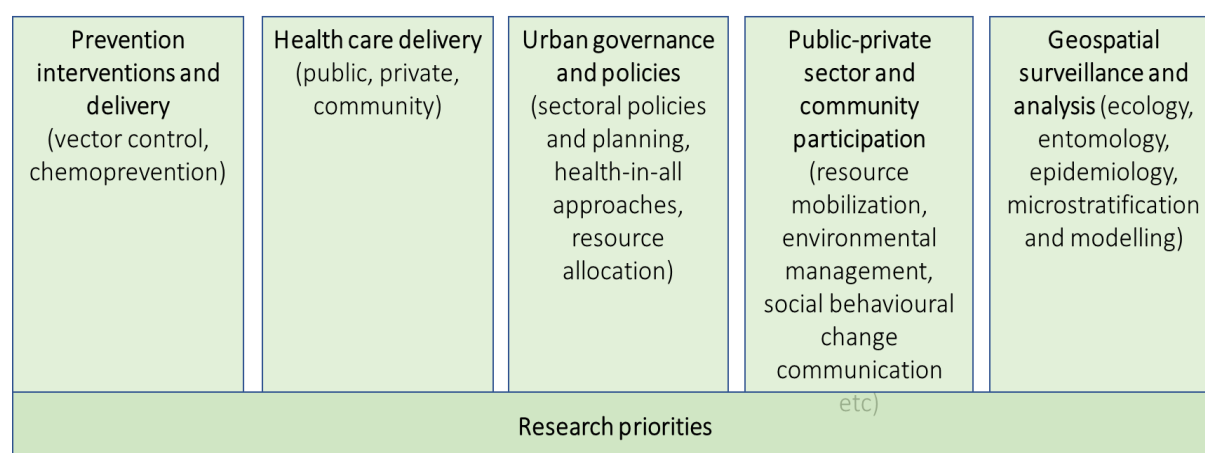 Prevention
interventions and
delivery
(vector control,
chemoprevention)
Health care delivery
(public, private,
community)
Urban governance
and policies
(sectoral policies
and planning,
health-in-all
approaches,
resource
allocation)
Public-private
sector and
community
participation
(resource
mobilization,
environmental
management,
social behavioural
change
communication
etc)
Geospatial
surveillance and
analysis (ecology,
entomology,
epidemiology,
microstratification
and modelling)
Research priorities